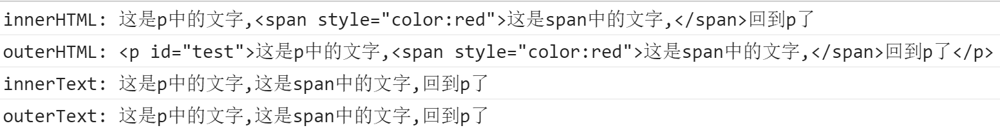 innerHTML: 这是p中的文字,<span style="color:red">这是span中的文字,</span>回到p了
outerHTML: <p id="test">这是p中的文字,<span style="color:red">这是span中的文字,</span>回到p了</p>
innerText: 这是p中的文字,这是span中的文字,回到p了
outerText: 这是p中的文字,这是span中的文字,回到p了